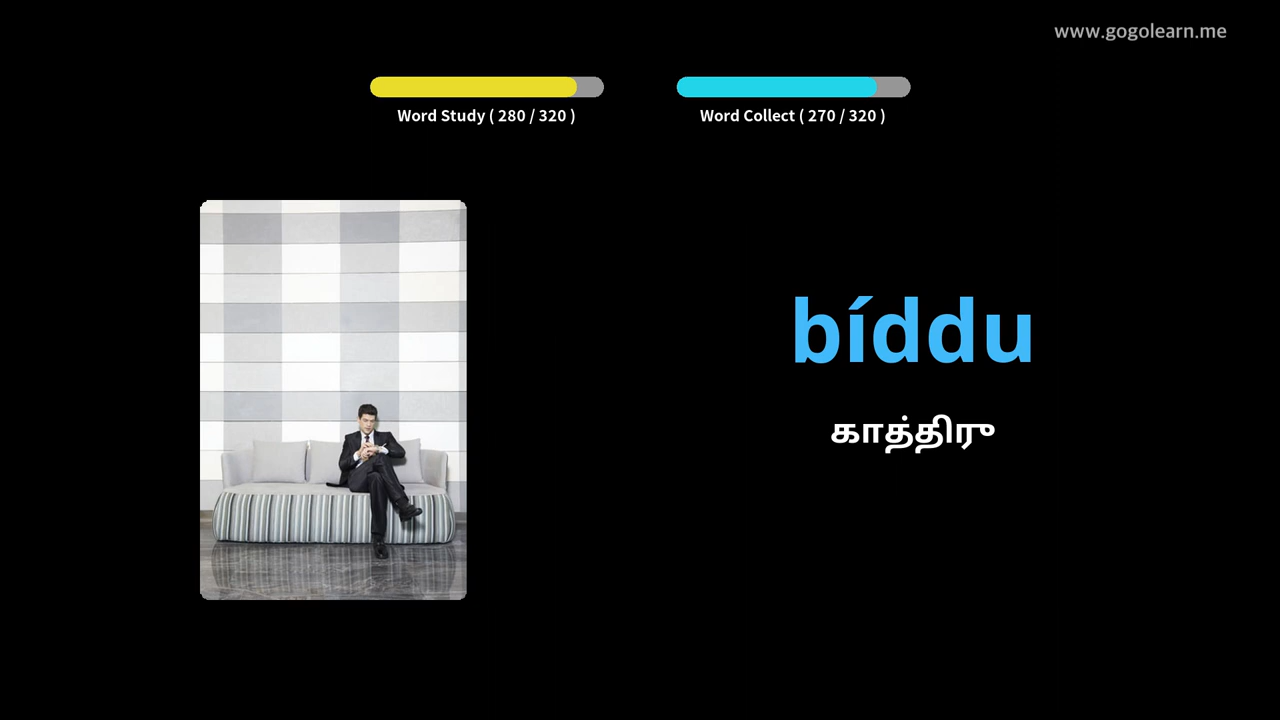 www.gogolearn.me
Word Study ( 280 / 320 )
Word Collect ( 270 / 320 )
bíddu
காத்திரு